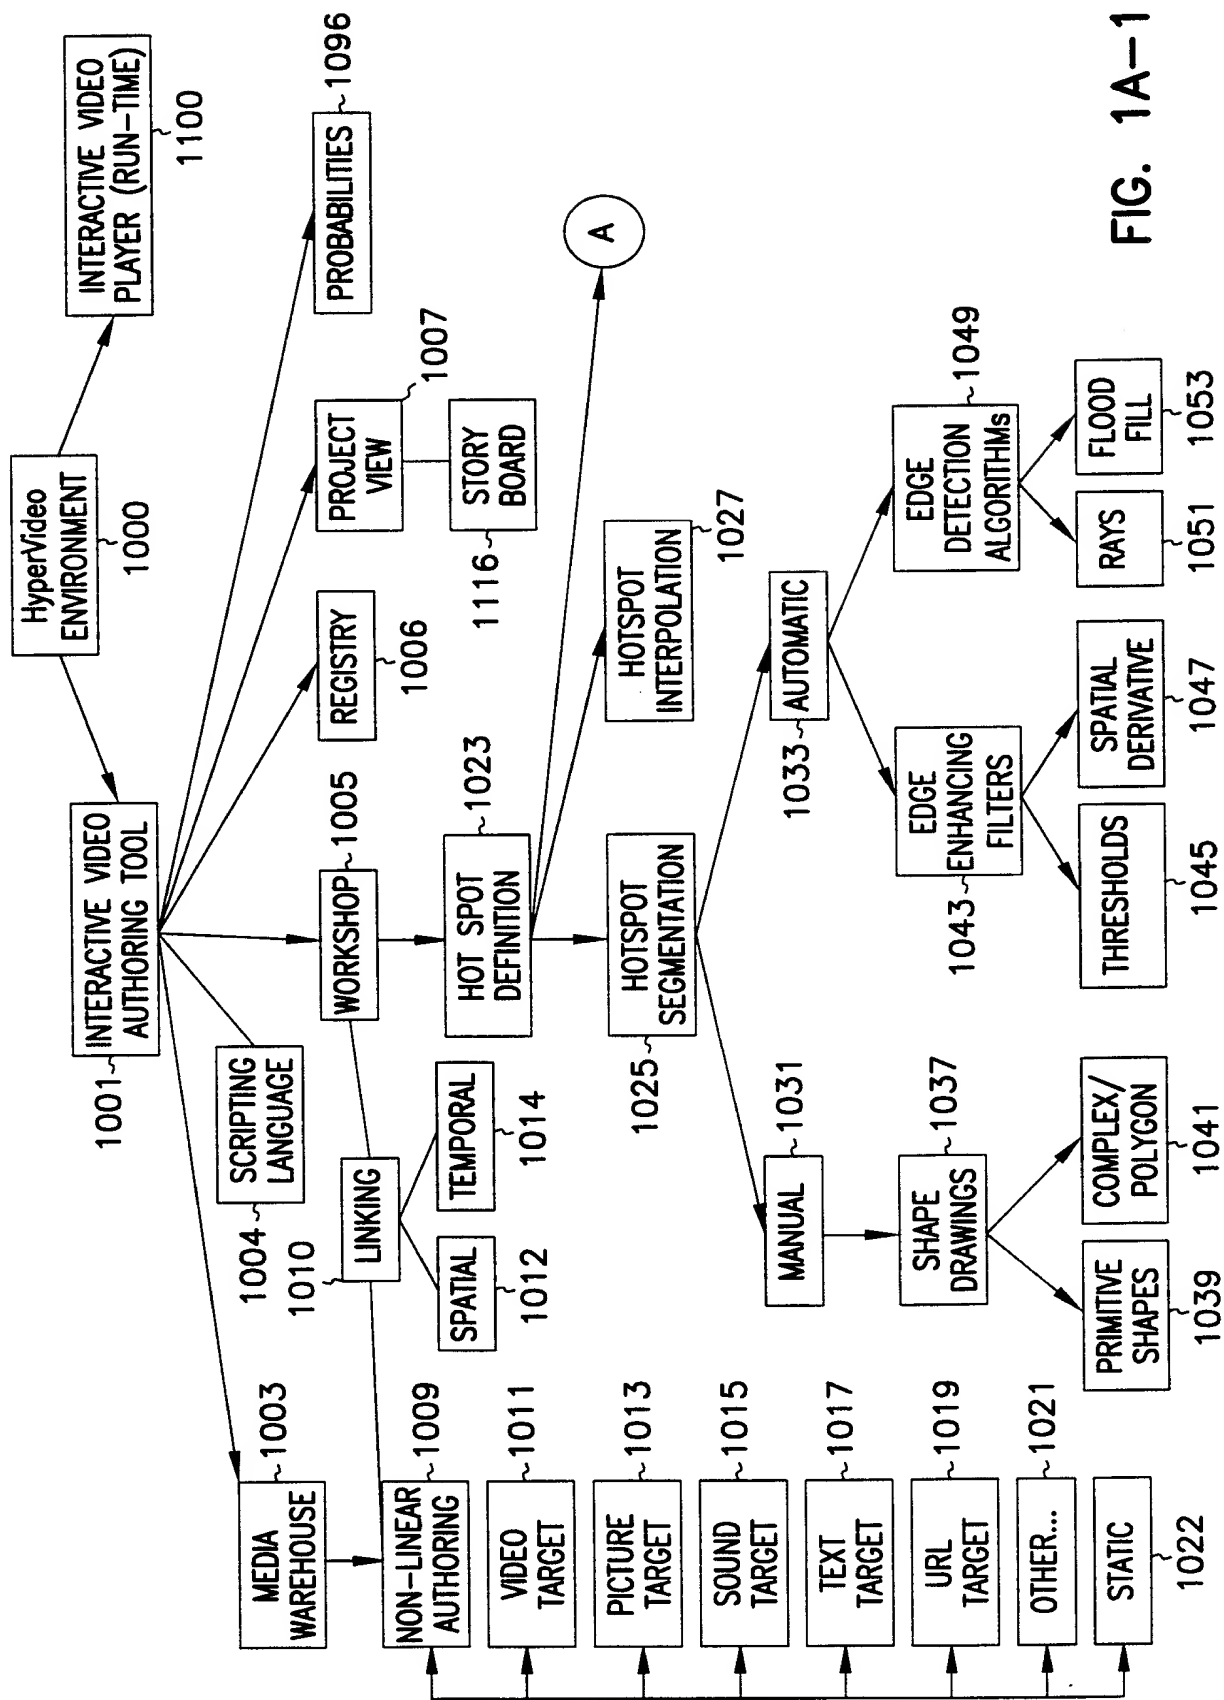 HyperVideo
ENVIRONMENT
1000
INTERACTIVE VIDEO
PLAYER (RUN-TIME)
1100
INTERACTIVE VIDEO
AUTHORING TOOL
1001
SCRIPTING
LANGUAGE
1004
MEDIA
WAREHOUSE
1003
WORKSHOP
1005
REGISTRY
1006
PROJECT
VIEW
1007
PROBABILITIES
1096
STORY
BOARD
1116
LINKING
1010
SPATIAL
1012
TEMPORAL
1014
NON-LINEAR
AUTHORING
1009
VIDEO
TARGET
1011
PICTURE
TARGET
1013
SOUND
TARGET
1015
TEXT
TARGET
1017
URL
TARGET
1019
OTHER...
1021
STATIC
1022
HOT SPOT
DEFINITION
1023
HOTSPOT
SEGMENTATION
1025
HOTSPOT
INTERPOLATION
1027
A
MANUAL
1031
AUTOMATIC
1033
SHAPE
DRAWINGS
1037
EDGE
ENHANCING
FILTERS
1043
EDGE
DETECTION
ALGORITHMs
1049
PRIMITIVE
SHAPES
1039
COMPLEX/
POLYGON
1041
THRESHOLDS
1045
SPATIAL
DERIVATIVE
1047
RAYS
1051
FLOOD
FILL
1053
FIG. 1A-1